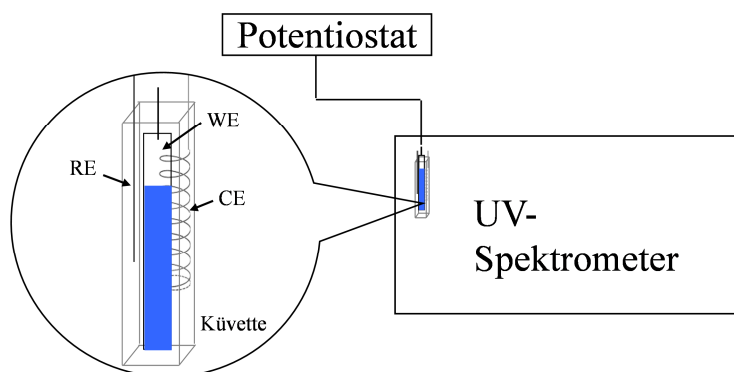 Potentiostat
WE
RE
CE
Küvette
UV-
Spektrometer